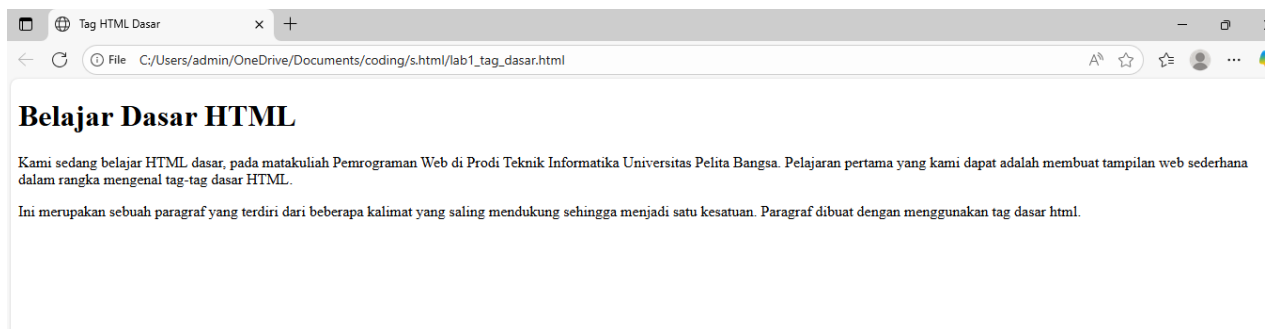 Tag HTML Dasar
File C:/Users/admin/OneDrive/Documents/coding/s.html/lab1_tag_dasar.html
Belajar Dasar HTML
Kami sedang belajar HTML dasar, pada matakuliah Pemrograman Web di Prodi Teknik Informatika Universitas Pelita Bangsa. Pelajaran pertama yang kami dapat adalah membuat tampilan web sederhana
dalam rangka mengenal tag-tag dasar HTML.
Ini merupakan sebuah paragraf yang terdiri dari beberapa kalimat yang saling mendukung sehingga menjadi satu kesatuan. Paragraf dibuat dengan menggunakan tag dasar html.